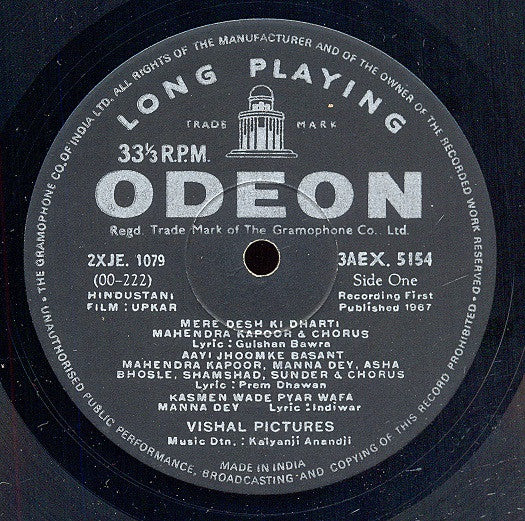 THE GRAMOPHONE CO. OF INDIA LTD. ALL RIGHTS OF THE MANUFACTURER AND OF THE OWNER OF THE RECORDED WORK RESERVED •
LONG PLAYING
TRADE MARK
33⅓ R.P.M.
ODEON
Regd. Trade Mark of The Gramophone Co. Ltd.
2XJE. 1079 3AEX. 5154
(00-222) Side One
HINDUSTANI Recording First
FILM : UPKAR Published 1967
MERE DESH KI DHARTI
MAHENDRA KAPOOR & CHORUS
Lyric: Gulshan Bawra
AAYI JHOOMKE BASANT
MAHENDRA KAPOOR, MANNA DEY, ASHA
BHOSLE, SHAMSHAD, SUNDER & CHORUS
Lyric : Prem Dhawan
KASMEN WADE PYAR WAFA
MANNA DEY Lyric : Indiwar
VISHAL PICTURES
Music Dtn. : Kalyanji Anandji
MADE IN INDIA
UNAUTHORISED PUBLIC PERFORMANCE, BROADCASTING AND COPYING OF THIS RECORD PROHIBITED •